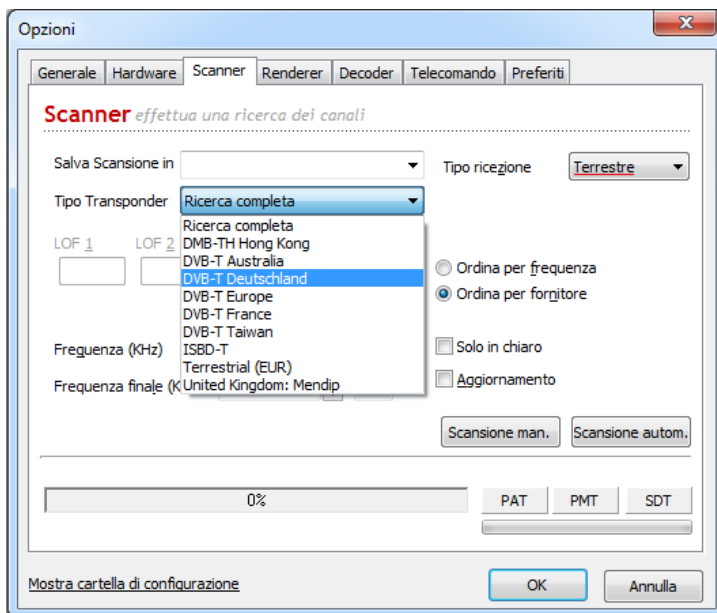 Opzioni
Generale Hardware Scanner Renderer Decoder Telecomando Preferiti
Scanner effettua una ricerca dei canali
Salva Scansione in
Tipo ricezione Terrestre
Tipo Transponder Ricerca completa
Ricerca completa
LOF 1 LOF 2 DMB-TH Hong Kong
DVB-T Australia
DVB-T Deutschland
Ordina per frequenza
DVB-T Europe
Ordina per fornitore
DVB-T France
DVB-T Taiwan
Frequenza (KHz) ISBD-T
Solo in chiaro
Terrestrial (EUR)
Frequenza finale (K United Kingdom: Mendip
Aggiornamento
Scansione man. Scansione autom.
0% PAT PMT SDT
Mostra cartella di configurazione OK Annulla